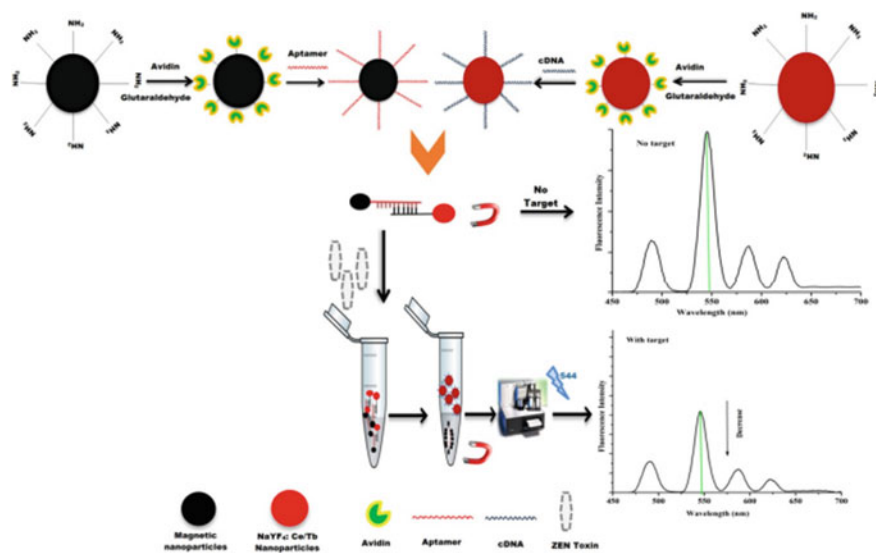 NH₂
NH₂
NH₂
NH₂
NH₂
NH₂
NH₂
NH₂
Avidin
Glutaraldehyde
Aptamer
cDNA
Avidin
Glutaraldehyde
NH₂
NH₂
NH₂
NH₂
NH₂
NH₂
NH₂
No
Target
No target
Fluorescence Intensity
450 500 550 600 650 700
Wavelength (nm)
544
With target
Decrease
Fluorescence Intensity
450 500 550 600 650 700
Wavelength (nm)
Magnetic
nanoparticles
NaYF₄: Ce/Tb
Nanoparticles
Avidin
Aptamer
cDNA
ZEN Toxin